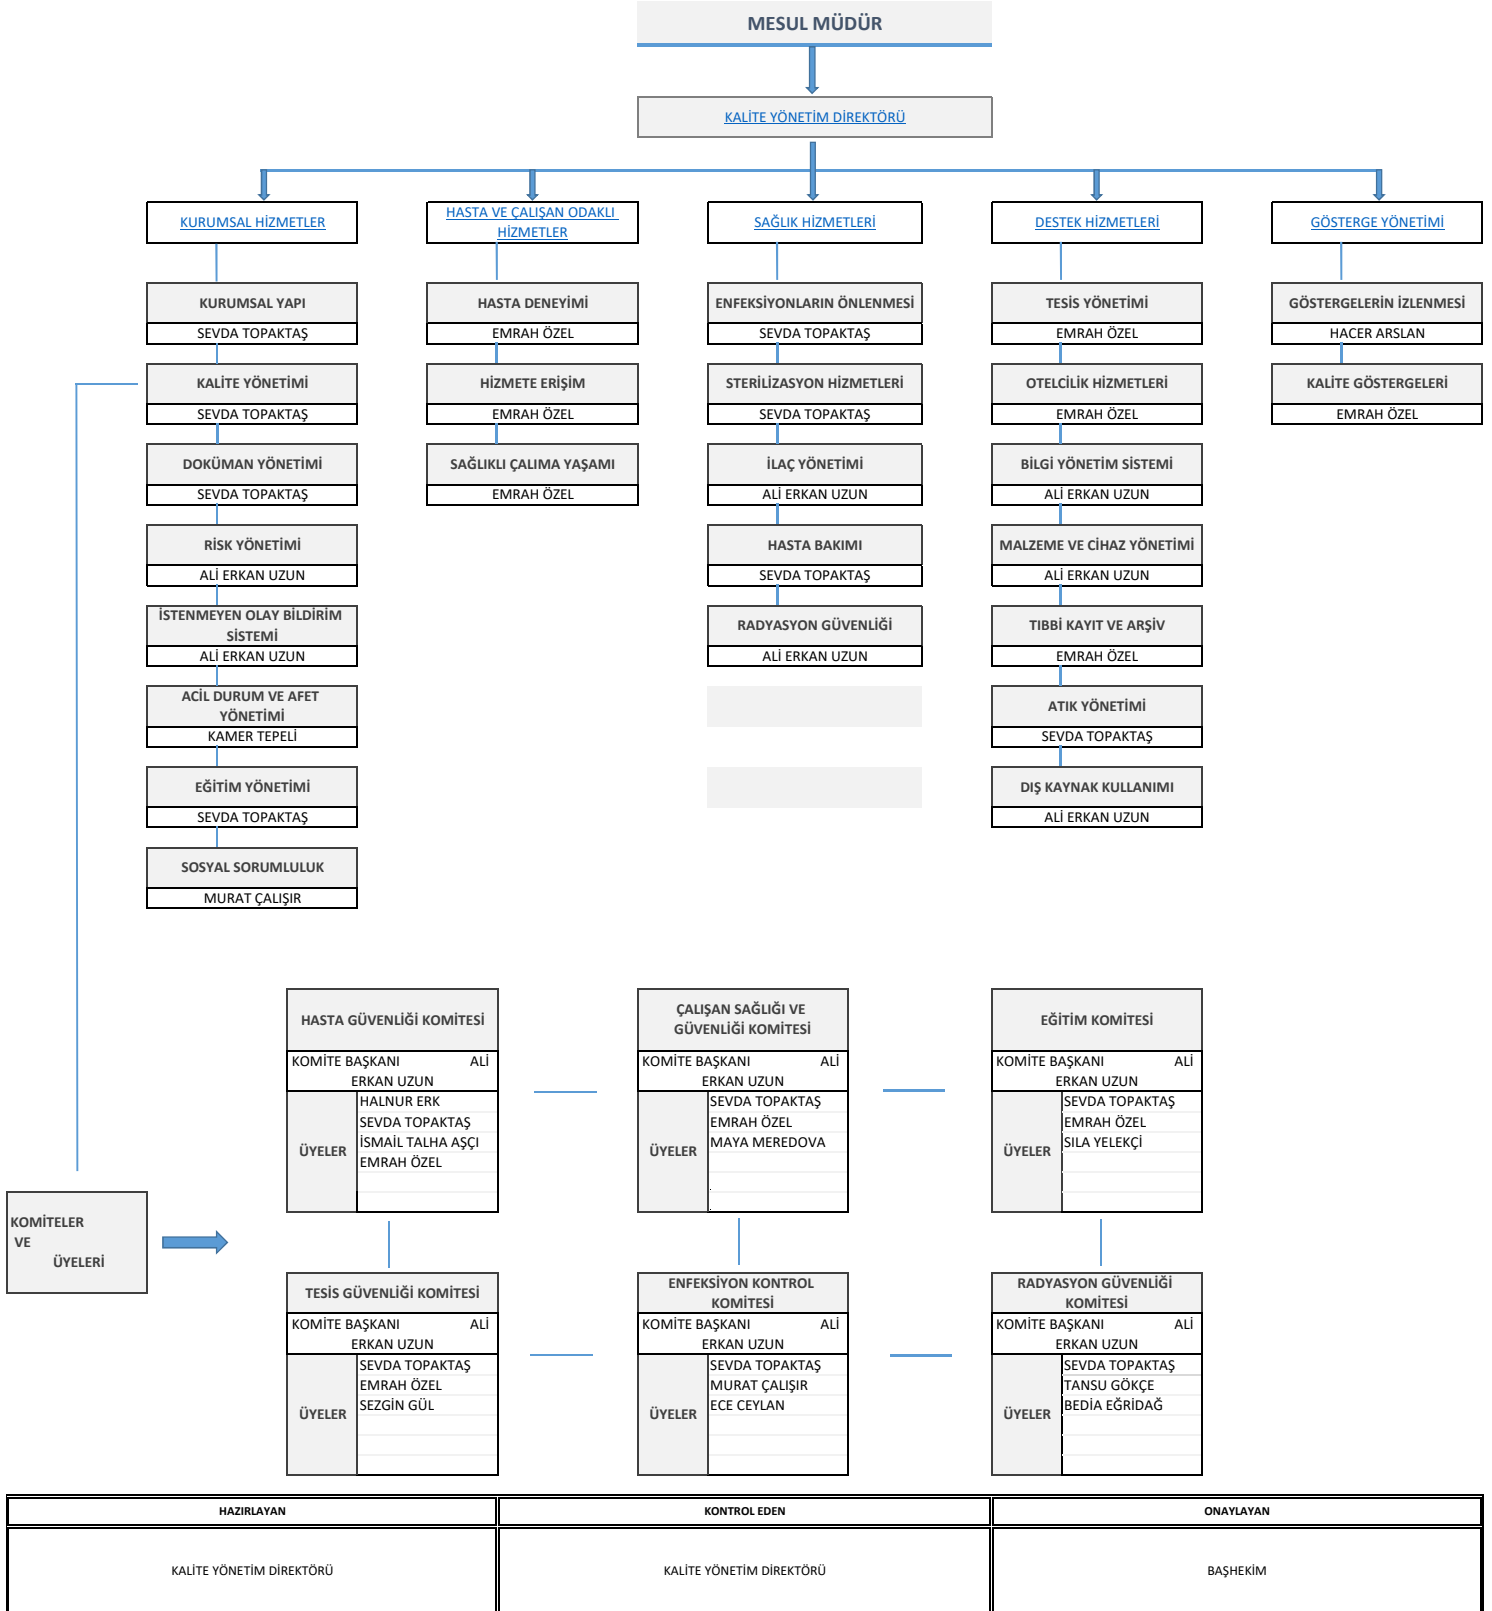 MESUL MÜDÜR
KALİTE YÖNETİM DİREKTÖRÜ
KURUMSAL HİZMETLER
HASTA VE ÇALIŞAN ODAKLI
HİZMETLER
SAĞLIK HİZMETLERİ
DESTEK HİZMETLERİ
GÖSTERGE YÖNETİMİ
KURUMSAL YAPI
SEVDA TOPAKTAŞ
HASTA DENEYİMİ
EMRAH ÖZEL
ENFEKSİYONLARIN ÖNLENMESİ
SEVDA TOPAKTAŞ
TESİS YÖNETİMİ
EMRAH ÖZEL
GÖSTERGELERİN İZLENMESİ
HACER ARSLAN
KALİTE YÖNETİMİ
SEVDA TOPAKTAŞ
HİZMETE ERİŞİM
EMRAH ÖZEL
STERİLİZASYON HİZMETLERİ
SEVDA TOPAKTAŞ
OTELCİLİK HİZMETLERİ
EMRAH ÖZEL
KALİTE GÖSTERGELERİ
EMRAH ÖZEL
DOKÜMAN YÖNETİMİ
SEVDA TOPAKTAŞ
SAĞLIKLI ÇALIMA YAŞAMI
EMRAH ÖZEL
İLAÇ YÖNETİMİ
ALİ ERKAN UZUN
BİLGİ YÖNETİM SİSTEMİ
ALİ ERKAN UZUN
RİSK YÖNETİMİ
ALİ ERKAN UZUN
HASTA BAKIMI
SEVDA TOPAKTAŞ
MALZEME VE CİHAZ YÖNETİMİ
ALİ ERKAN UZUN
İSTENMEYEN OLAY BİLDİRİM
SİSTEMİ
ALİ ERKAN UZUN
RADYASYON GÜVENLİĞİ
ALİ ERKAN UZUN
TIBBİ KAYIT VE ARŞİV
EMRAH ÖZEL
ACİL DURUM VE AFET
YÖNETİMİ
KAMER TEPELİ
ATIK YÖNETİMİ
SEVDA TOPAKTAŞ
EĞİTİM YÖNETİMİ
SEVDA TOPAKTAŞ
DIŞ KAYNAK KULLANIMI
ALİ ERKAN UZUN
SOSYAL SORUMLULUK
MURAT ÇALIŞIR
HASTA GÜVENLİĞİ KOMİTESİ
KOMİTE BAŞKANI ALİ
ERKAN UZUN
ÜYELER
HALNUR ERK
SEVDA TOPAKTAŞ
İSMAİL TALHA AŞÇI
EMRAH ÖZEL
ÇALIŞAN SAĞLIĞI VE
GÜVENLİĞİ KOMİTESİ
KOMİTE BAŞKANI ALİ
ERKAN UZUN
ÜYELER
SEVDA TOPAKTAŞ
EMRAH ÖZEL
MAYA MEREDOVA
.
.
EĞİTİM KOMİTESİ
KOMİTE BAŞKANI ALİ
ERKAN UZUN
ÜYELER
SEVDA TOPAKTAŞ
EMRAH ÖZEL
SILA YELEKÇİ
KOMİTELER
VE
ÜYELERİ
TESİS GÜVENLİĞİ KOMİTESİ
KOMİTE BAŞKANI ALİ
ERKAN UZUN
ÜYELER
SEVDA TOPAKTAŞ
EMRAH ÖZEL
SEZGİN GÜL
ENFEKSİYON KONTROL
KOMİTESİ
KOMİTE BAŞKANI ALİ
ERKAN UZUN
ÜYELER
SEVDA TOPAKTAŞ
MURAT ÇALIŞIR
ECE CEYLAN
RADYASYON GÜVENLİĞİ
KOMİTESİ
KOMİTE BAŞKANI ALİ
ERKAN UZUN
ÜYELER
SEVDA TOPAKTAŞ
TANSU GÖKÇE
BEDİA EĞRİDAĞ
HAZIRLAYAN
KONTROL EDEN
ONAYLAYAN
KALİTE YÖNETİM DİREKTÖRÜ
KALİTE YÖNETİM DİREKTÖRÜ
BAŞHEKİM